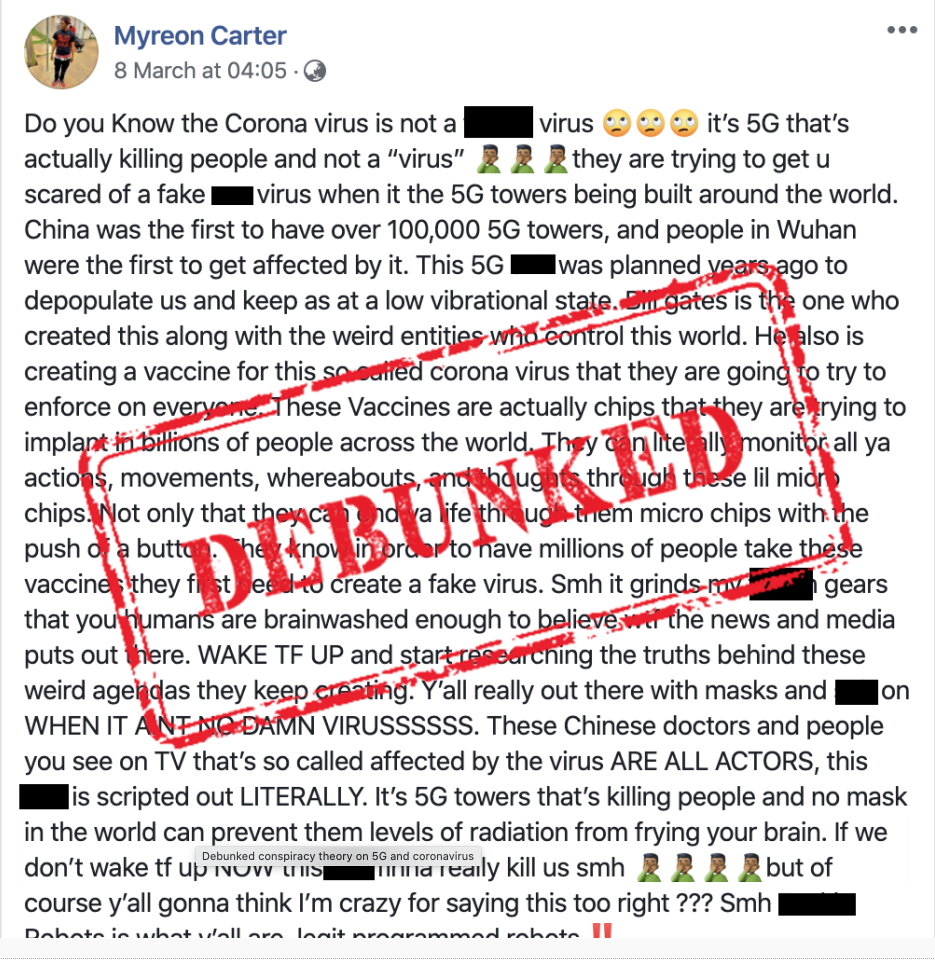 Myreon Carter
8 March at 04:05 ·
Do you Know the Corona virus is not a virus 🙄🙄🙄 it's 5G that's
actually killing people and not a “virus” 🤦🏾‍♂️🤦🏾‍♂️🤦🏾‍♂️ they are trying to get u
scared of a fake virus when it the 5G towers being built around the world.
China was the first to have over 100,000 5G towers, and people in Wuhan
were the first to get affected by it. This 5G was planned years ago to
depopulate us and keep as at a low vibrational state. Bill gates is the one who
created this along with the weird entities who control this world. He also is
creating a vaccine for this so called corona virus that they are going to try to
enforce on everyone. These Vaccines are actually chips that they are trying to
implant in billions of people across the world. They can literally monitor all ya
actions, movements, whereabouts, and thoughts through these lil micro
chips. Not only that they can end ya life through them micro chips with the
push of a button. They know in order to have millions of people take these
vaccines they first need to create a fake virus. Smh it grinds my gears
that you humans are brainwashed enough to believe wtf the news and media
puts out there. WAKE TF UP and start researching the truths behind these
weird agendas they keep creating. Y'all really out there with masks and on
WHEN IT AINT NO DAMN VIRUSSSSSS. These Chinese doctors and people
you see on TV that's so called affected by the virus ARE ALL ACTORS, this
is scripted out LITERALLY. It's 5G towers that's killing people and no mask
in the world can prevent them levels of radiation from frying your brain. If we
don't wake tf up NOW this finna really kill us smh 🤦🏾‍♂️🤦🏾‍♂️🤦🏾‍♂️🤦🏾‍♂️ but of
course y'all gonna think I'm crazy for saying this too right ??? Smh
Robots is what y'all are, legit programmed robots ‼️
DEBUNKED
Debunked conspiracy theory on 5G and coronavirus